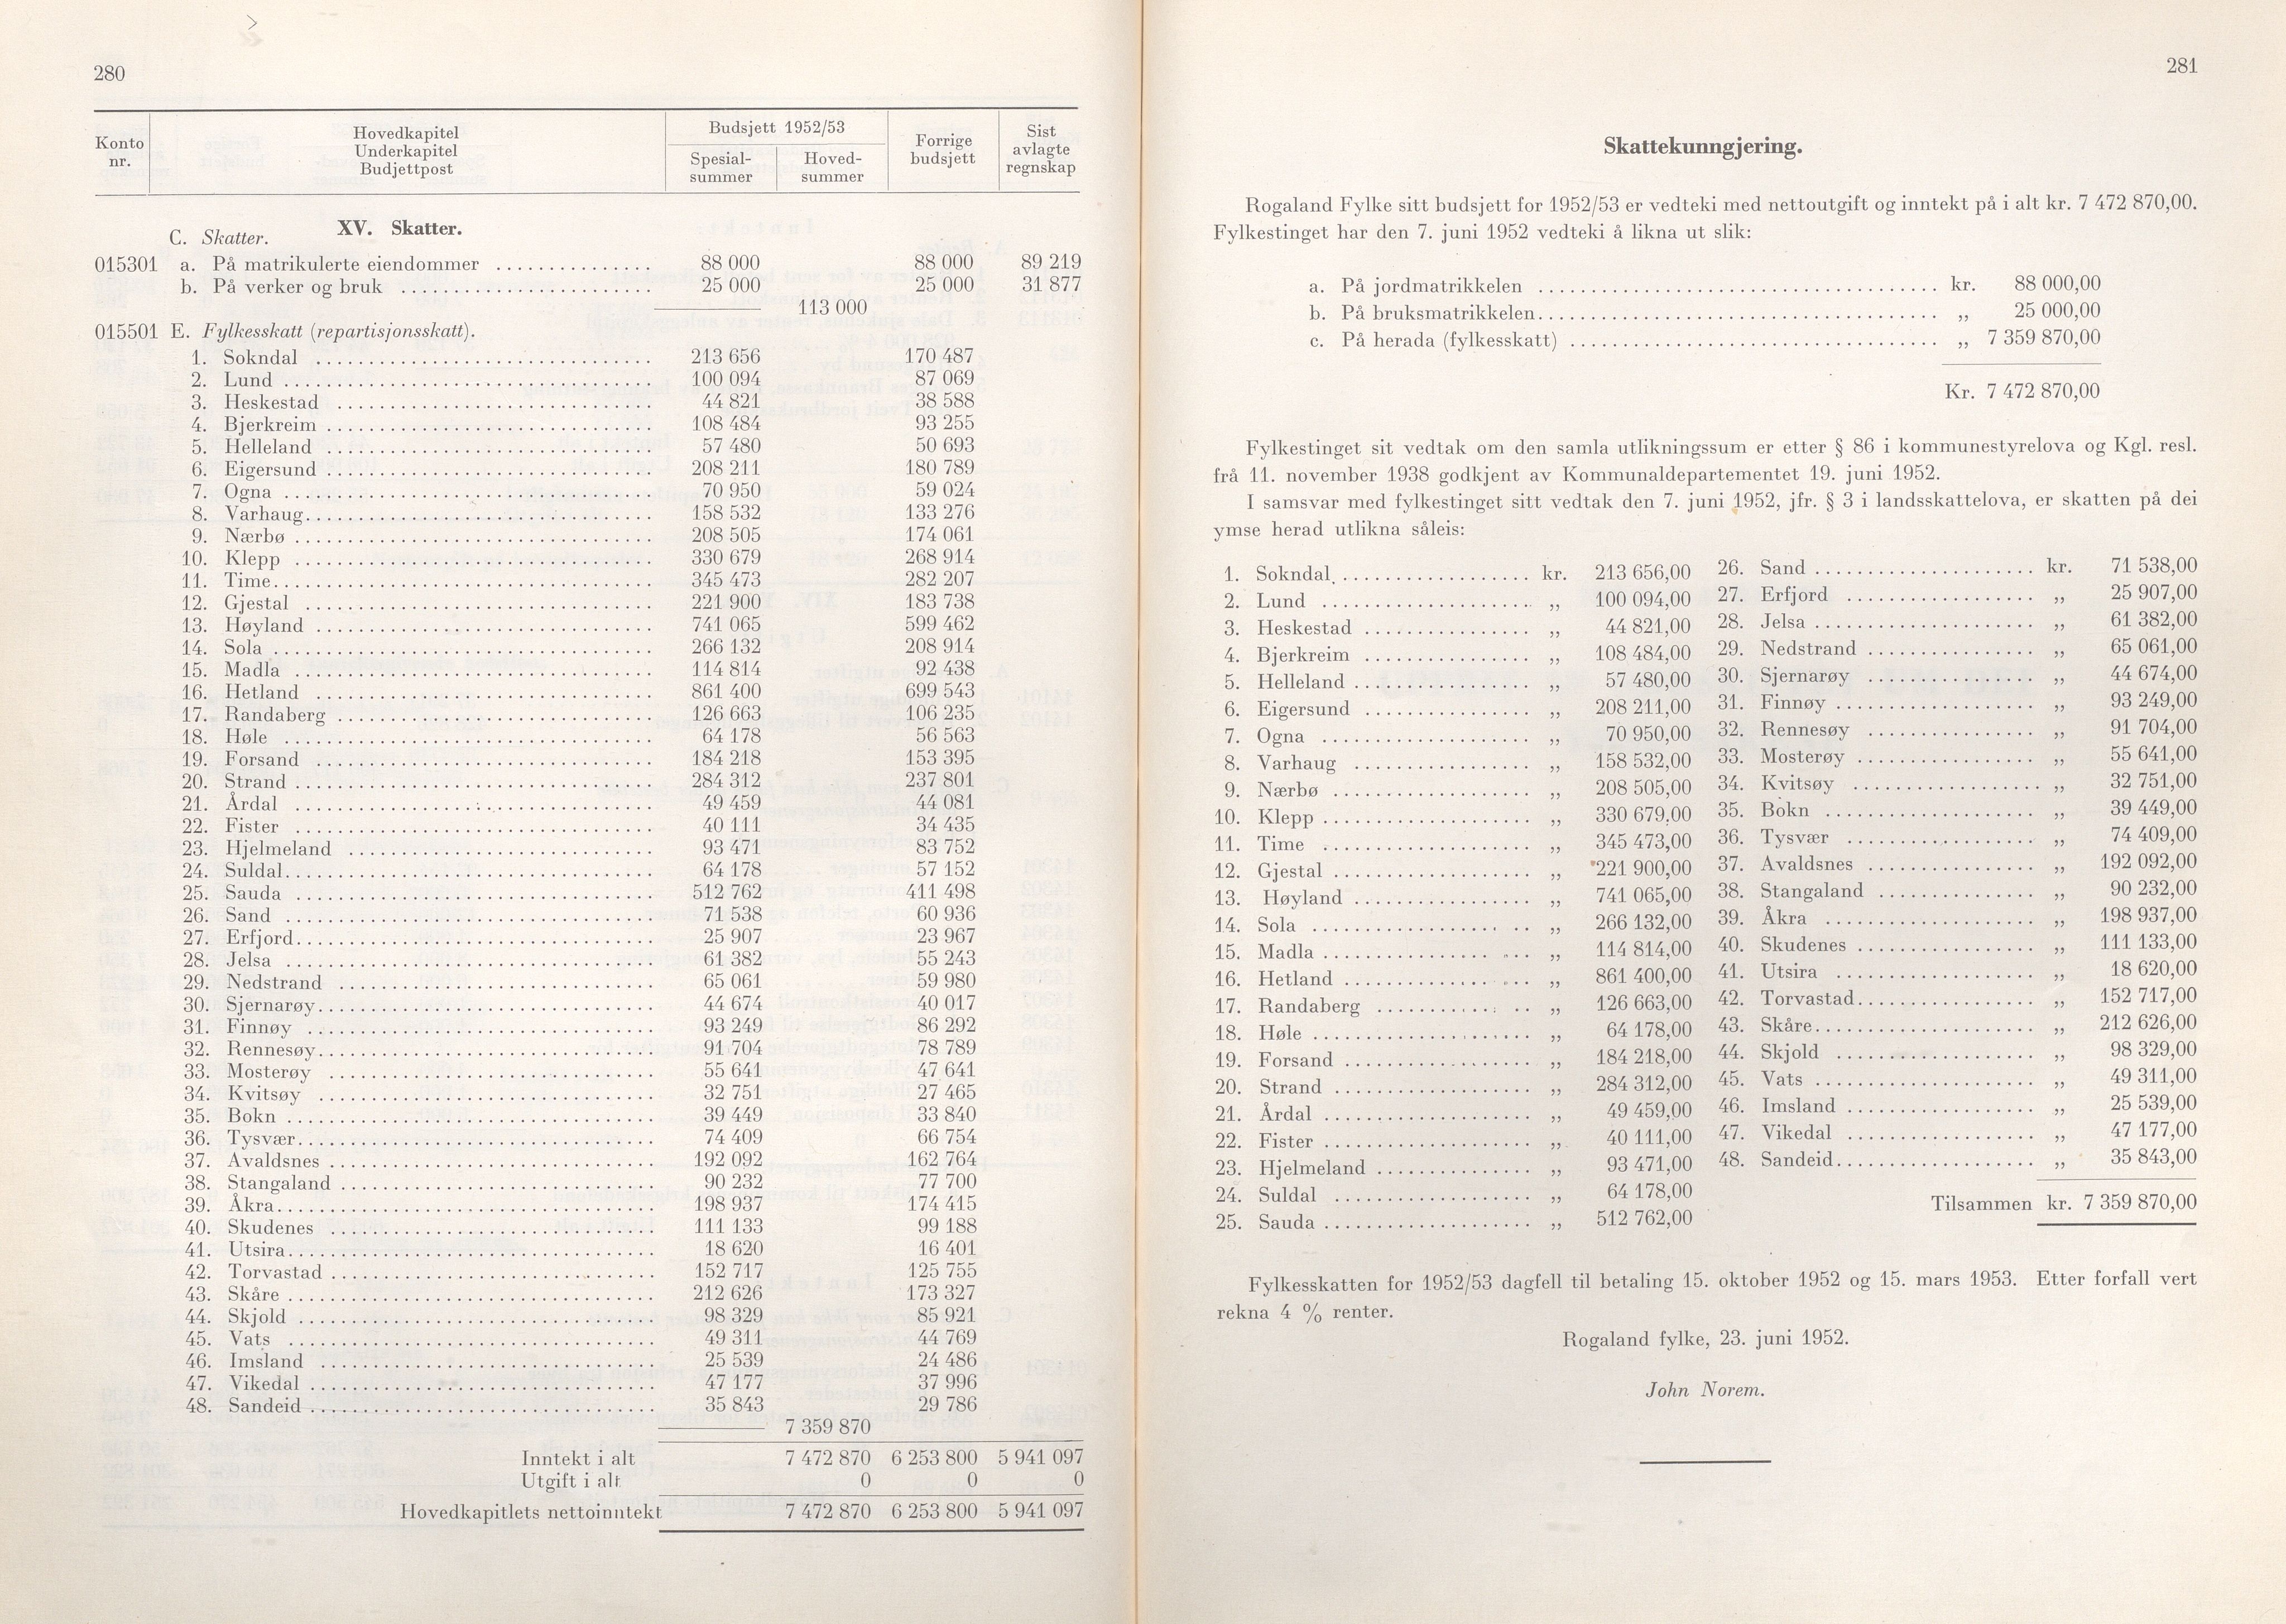 280
Konto nr.
Hovedkapitel
Underkapitel
Budjettpost
Budsjett 1952/53
Spesial-summer
Hoved-summer
Forrige budsjett
Sist avlagte regnskap
XV. Skatter.
C. Skatter.
015301 a. På matrikulerte eiendommer 88 000 88 000 89 219
b. På verker og bruk 25 000 25 000 31 877
113 000
015501 E. Fylkesskatt (repartisjonsskatt).
1. Sokndal 213 656 170 487
2. Lund 100 094 87 069
3. Heskestad 44 821 38 588
4. Bjerkreim 108 484 93 255
5. Helleland 57 480 50 693
6. Eigersund 208 211 180 789
7. Ogna 70 950 59 024
8. Varhaug 158 532 133 276
9. Nærbø 208 505 174 061
10. Klepp 330 679 268 914
11. Time 345 473 282 207
12. Gjestal 221 900 183 738
13. Høyland 741 065 599 462
14. Sola 266 132 208 914
15. Madla 114 814 92 438
16. Hetland 861 400 699 543
17. Randaberg 126 663 106 235
18. Høle 64 178 56 563
19. Forsand 184 218 153 395
20. Strand 284 312 237 801
21. Årdal 49 459 44 081
22. Fister 40 111 34 435
23. Hjelmeland 93 471 83 752
24. Suldal 64 178 57 152
25. Sauda 512 762 411 498
26. Sand 71 538 60 936
27. Erfjord 25 907 23 967
28. Jelsa 61 382 55 243
29. Nedstrand 65 061 59 980
30. Sjernarøy 44 674 40 017
31. Finnøy 93 249 86 292
32. Rennesøy 91 704 78 789
33. Mosterøy 55 641 47 641
34. Kvitsøy 32 751 27 465
35. Bokn 39 449 33 840
36. Tysvær 74 409 66 754
37. Avaldsnes 192 092 162 764
38. Stangaland 90 232 77 700
39. Åkra 198 937 174 415
40. Skudenes 111 133 99 188
41. Utsira 18 620 16 401
42. Torvastad 152 717 125 755
43. Skåre 212 626 173 327
44. Skjold 98 329 85 921
45. Vats 49 311 44 769
46. Imsland 25 539 24 486
47. Vikedal 47 177 37 996
48. Sandeid 35 843 29 786
7 359 870
Inntekt i alt 7 472 870 6 253 800 5 941 097
Utgift i alt 0 0 0
Hovedkapitlets nettoinntekt 7 472 870 6 253 800 5 941 097
281
Skattekunngjering.
Rogaland Fylke sitt budsjett for 1952/53 er vedteki med nettoutgift og inntekt på i alt kr. 7 472 870,00.
Fylkestinget har den 7. juni 1952 vedteki å likna ut slik:
a. På jordmatrikkelen kr. 88 000,00
b. På bruksmatrikkelen „ 25 000,00
c. På herada (fylkesskatt) „ 7 359 870,00
Kr. 7 472 870,00
Fylkestinget sit vedtak om den samla utlikningssum er etter § 86 i kommunestyrelova og Kgl. resl.
frå 11. november 1938 godkjent av Kommunaldepartementet 19. juni 1952.
I samsvar med fylkestinget sitt vedtak den 7. juni 1952, jfr. § 3 i landsskattelova, er skatten på dei
ymse herad utlikna såleis:
1. Sokndal kr. 213 656,00
2. Lund „ 100 094,00
3. Heskestad „ 44 821,00
4. Bjerkreim „ 108 484,00
5. Helleland „ 57 480,00
6. Eigersund „ 208 211,00
7. Ogna „ 70 950,00
8. Varhaug „ 158 532,00
9. Nærbø „ 208 505,00
10. Klepp „ 330 679,00
11. Time „ 345 473,00
12. Gjestal „ 221 900,00
13. Høyland „ 741 065,00
14. Sola „ 266 132,00
15. Madla „ 114 814,00
16. Hetland „ 861 400,00
17. Randaberg „ 126 663,00
18. Høle „ 64 178,00
19. Forsand „ 184 218,00
20. Strand „ 284 312,00
21. Årdal „ 49 459,00
22. Fister „ 40 111,00
23. Hjelmeland „ 93 471,00
24. Suldal „ 64 178,00
25. Sauda „ 512 762,00
26. Sand kr. 71 538,00
27. Erfjord „ 25 907,00
28. Jelsa „ 61 382,00
29. Nedstrand „ 65 061,00
30. Sjernarøy „ 44 674,00
31. Finnøy „ 93 249,00
32. Rennesøy „ 91 704,00
33. Mosterøy „ 55 641,00
34. Kvitsøy „ 32 751,00
35. Bokn „ 39 449,00
36. Tysvær „ 74 409,00
37. Avaldsnes „ 192 092,00
38. Stangaland „ 90 232,00
39. Åkra „ 198 937,00
40. Skudenes „ 111 133,00
41. Utsira „ 18 620,00
42. Torvastad „ 152 717,00
43. Skåre „ 212 626,00
44. Skjold „ 98 329,00
45. Vats „ 49 311,00
46. Imsland „ 25 539,00
47. Vikedal „ 47 177,00
48. Sandeid „ 35 843,00
Tilsammen kr. 7 359 870,00
Fylkesskatten for 1952/53 dagfell til betaling 15. oktober 1952 og 15. mars 1953. Etter forfall vert
rekna 4 % renter.
Rogaland fylke, 23. juni 1952.
John Norem.